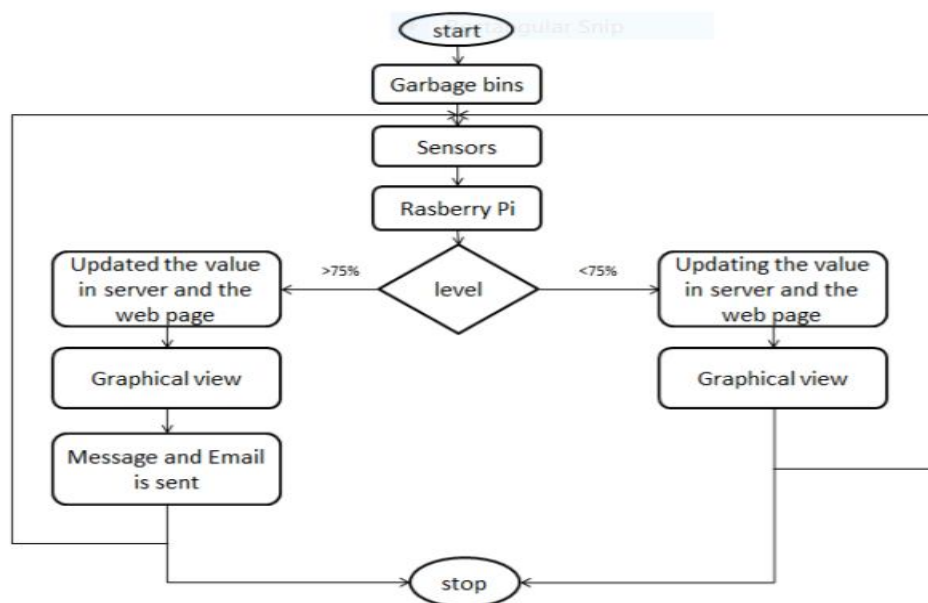 Rectangular Snip
start
Garbage bins
Sensors
Rasberry Pi
>75%
level
<75%
Updated the value
in server and the
web page
Updating the value
in server and the
web page
Graphical view
Graphical view
Message and Email
is sent
stop